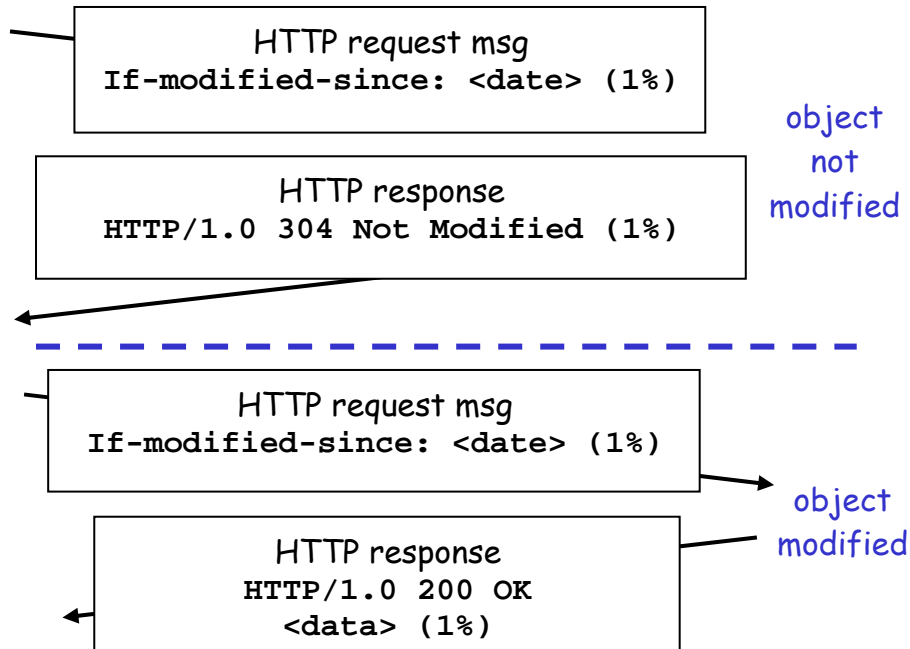 HTTP request msg
If-modified-since: <date> (1%)
object
not
modified
HTTP response
HTTP/1.0 304 Not Modified (1%)
HTTP request msg
If-modified-since: <date> (1%)
object
modified
HTTP response
HTTP/1.0 200 OK
<data> (1%)